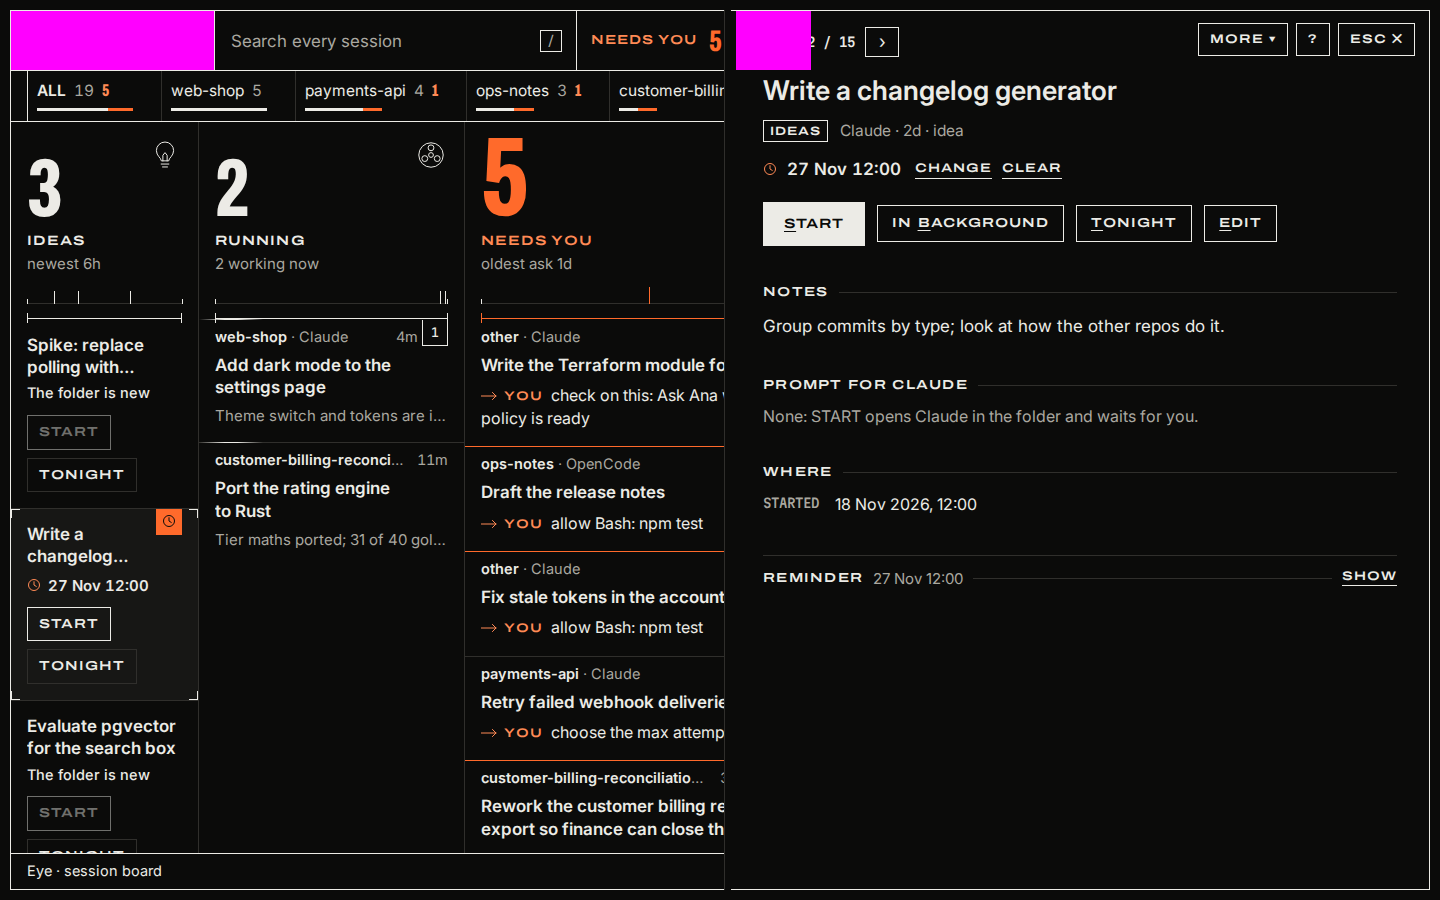 Search every session /
NEEDS YOU 5
ALL 19 5
web-shop 5
payments-api 4 1
ops-notes 3 1
customer-billin
3
IDEAS
newest 6h
Spike: replace
polling with...
The folder is new
START
TONIGHT
Write a
changelog...
27 Nov 12:00
START
TONIGHT
Evaluate pgvector
for the search box
The folder is new
START
TONIGHT
2
RUNNING
2 working now
web-shop · Claude 4m 1
Add dark mode to the
settings page
Theme switch and tokens are i...
customer-billing-reconci... 11m
Port the rating engine
to Rust
Tier maths ported; 31 of 40 gol...
5
NEEDS YOU
oldest ask 1d
other · Claude
Write the Terraform module fo
→ YOU check on this: Ask Ana
policy is ready
ops-notes · OpenCode
Draft the release notes
→ YOU allow Bash: npm test
other · Claude
Fix stale tokens in the account
→ YOU allow Bash: npm test
payments-api · Claude
Retry failed webhook deliverie
→ YOU choose the max attemp
customer-billing-reconciliatio...
Rework the customer billing re
export so finance can close th
Eye · session board
/ 15 ›
MORE ▾
?
ESC ✕
Write a changelog generator
IDEAS Claude · 2d · idea
27 Nov 12:00 CHANGE CLEAR
START
IN BACKGROUND
TONIGHT
EDIT
NOTES
Group commits by type; look at how the other repos do it.
PROMPT FOR CLAUDE
None: START opens Claude in the folder and waits for you.
WHERE
STARTED 18 Nov 2026, 12:00
REMINDER 27 Nov 12:00 SHOW